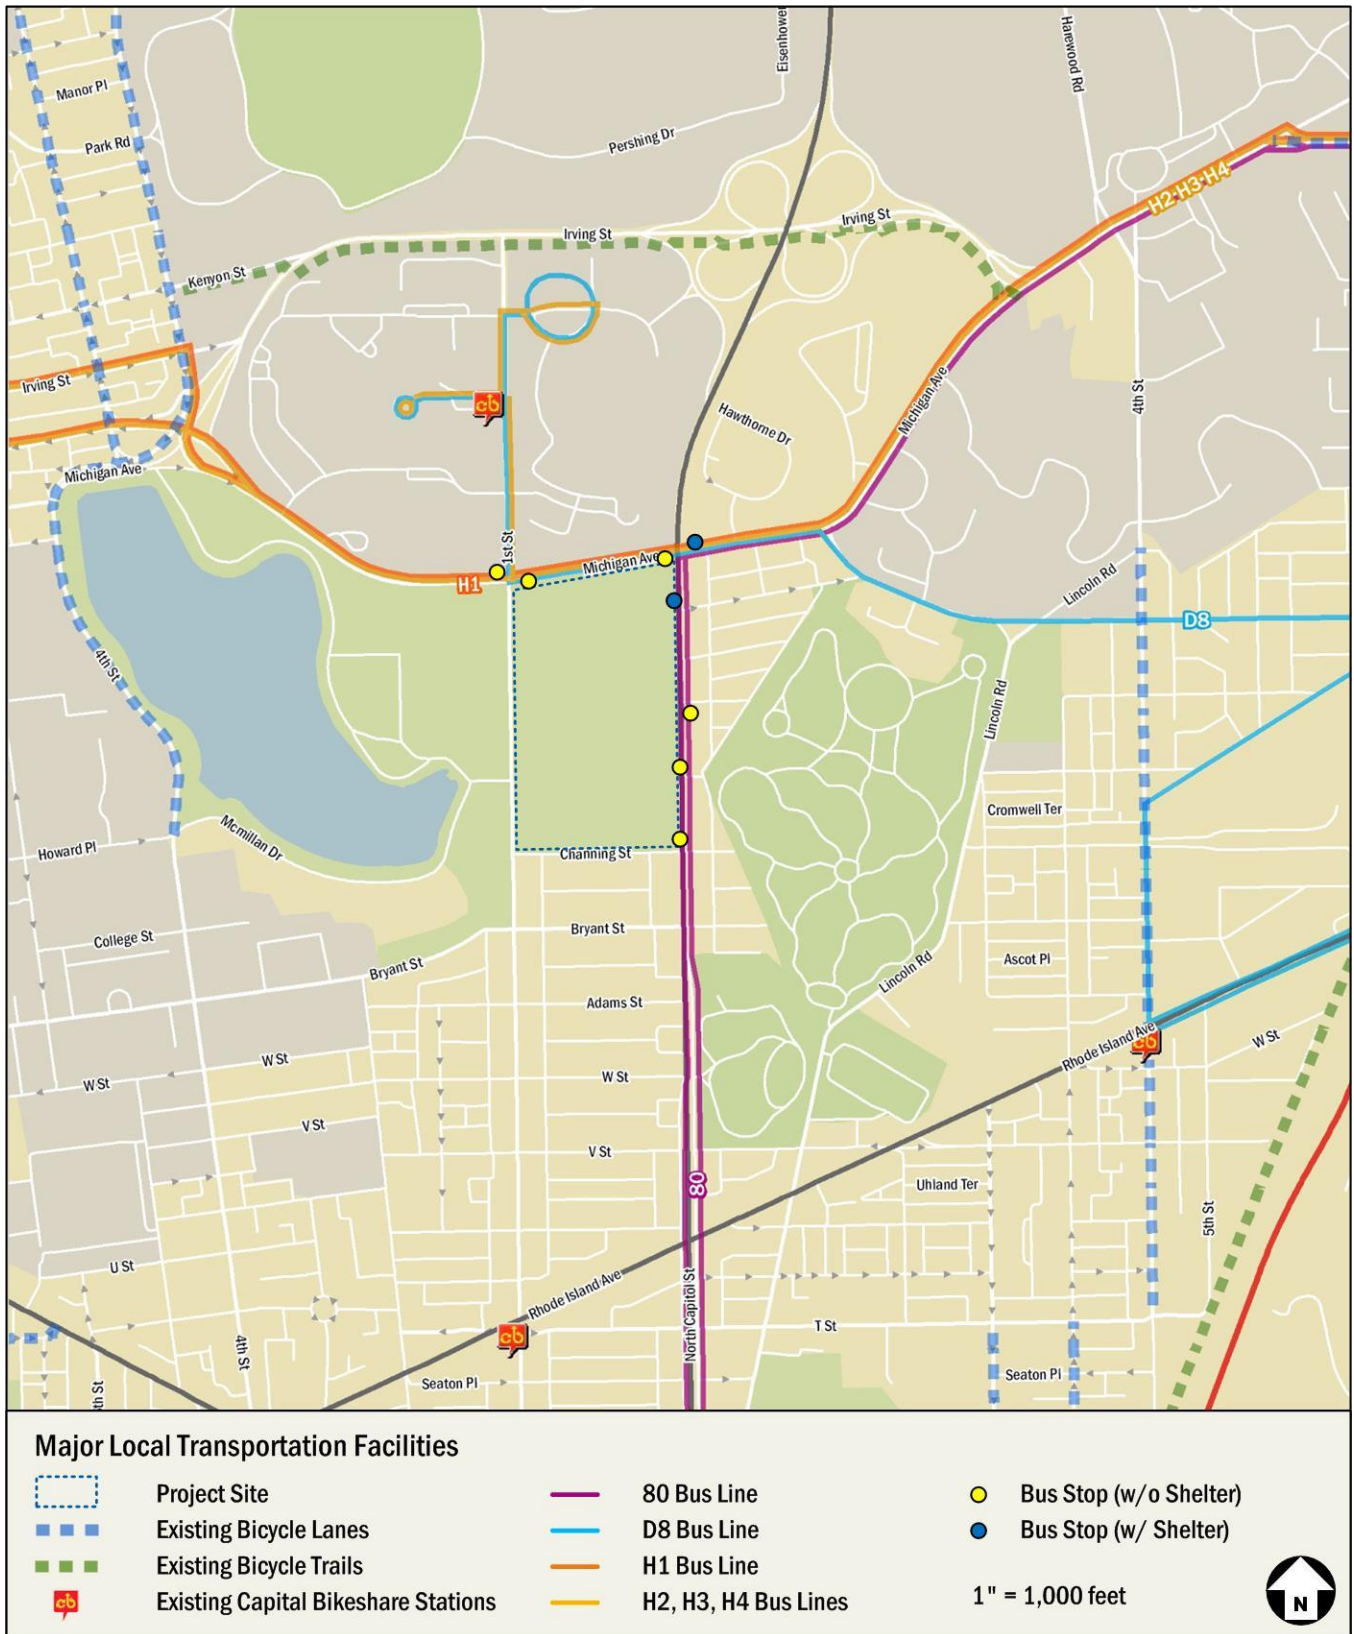 Eisenhower
Harewood Rd
Manor Pl
Park Rd
Pershing Dr
H2·H3·H4
Irving St
Irving St
Kenyon St
Irving St
4th St
Michigan Ave
Hawthorne Dr
Michigan Ave
1st St
Michigan Ave
H1
Lincoln Rd
D8
4th St
Lincoln Rd
Cromwell Ter
Mcmillan Dr
Howard Pl
Channing St
Bryant St
College St
Ascot Pl
Bryant St
Lincoln Rd
Adams St
Rhode Island Ave
W St
W St
W St
W St
V St
V St
80
Uhland Ter
5th St
U St
Rhode Island Ave
North Capitol St
T St
4th St
Seaton Pl
Seaton Pl
th St
cb
cb
cb
Major Local Transportation Facilities
Project Site
Existing Bicycle Lanes
Existing Bicycle Trails
cb Existing Capital Bikeshare Stations
80 Bus Line
D8 Bus Line
H1 Bus Line
H2, H3, H4 Bus Lines
Bus Stop (w/o Shelter)
Bus Stop (w/ Shelter)
1" = 1,000 feet
N